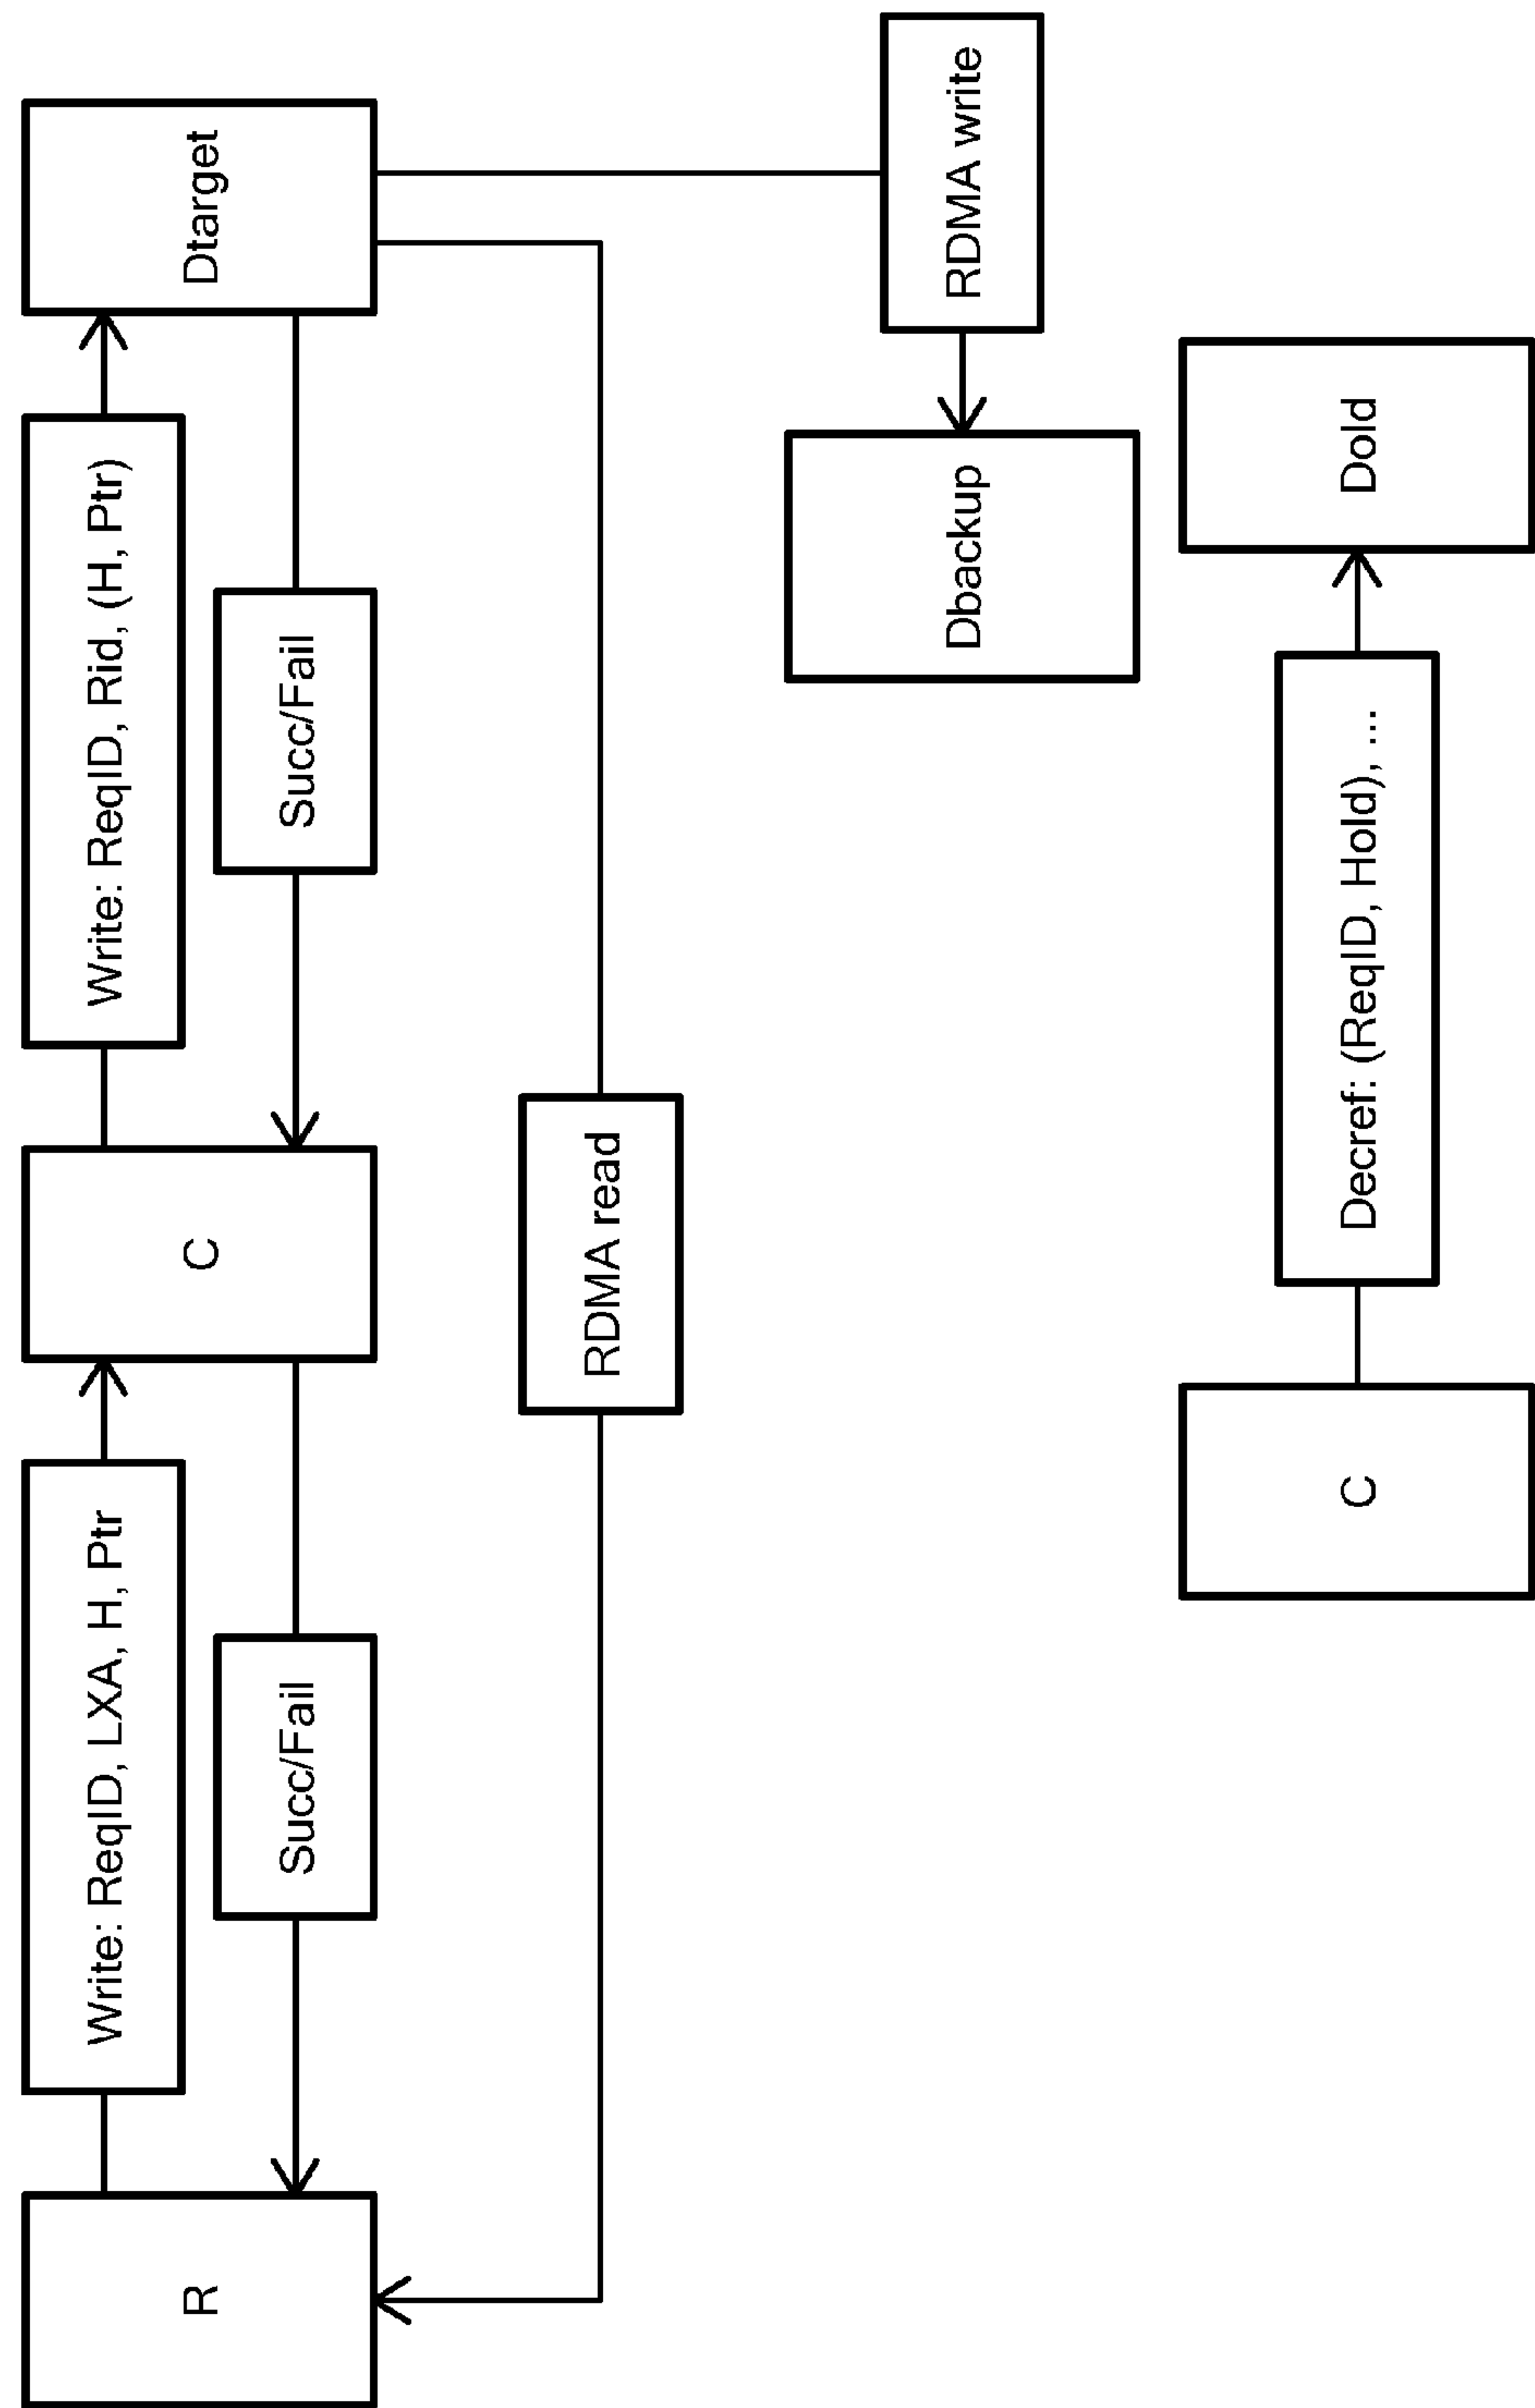 R
Write: ReqID, LXA, H, Ptr
Succ/Fail
C
Write: ReqID, Rid, (H, Ptr)
Succ/Fail
Dtarget
RDMA read
RDMA write
Dbackup
C
Decref: (ReqID, Hold), ...
Dold